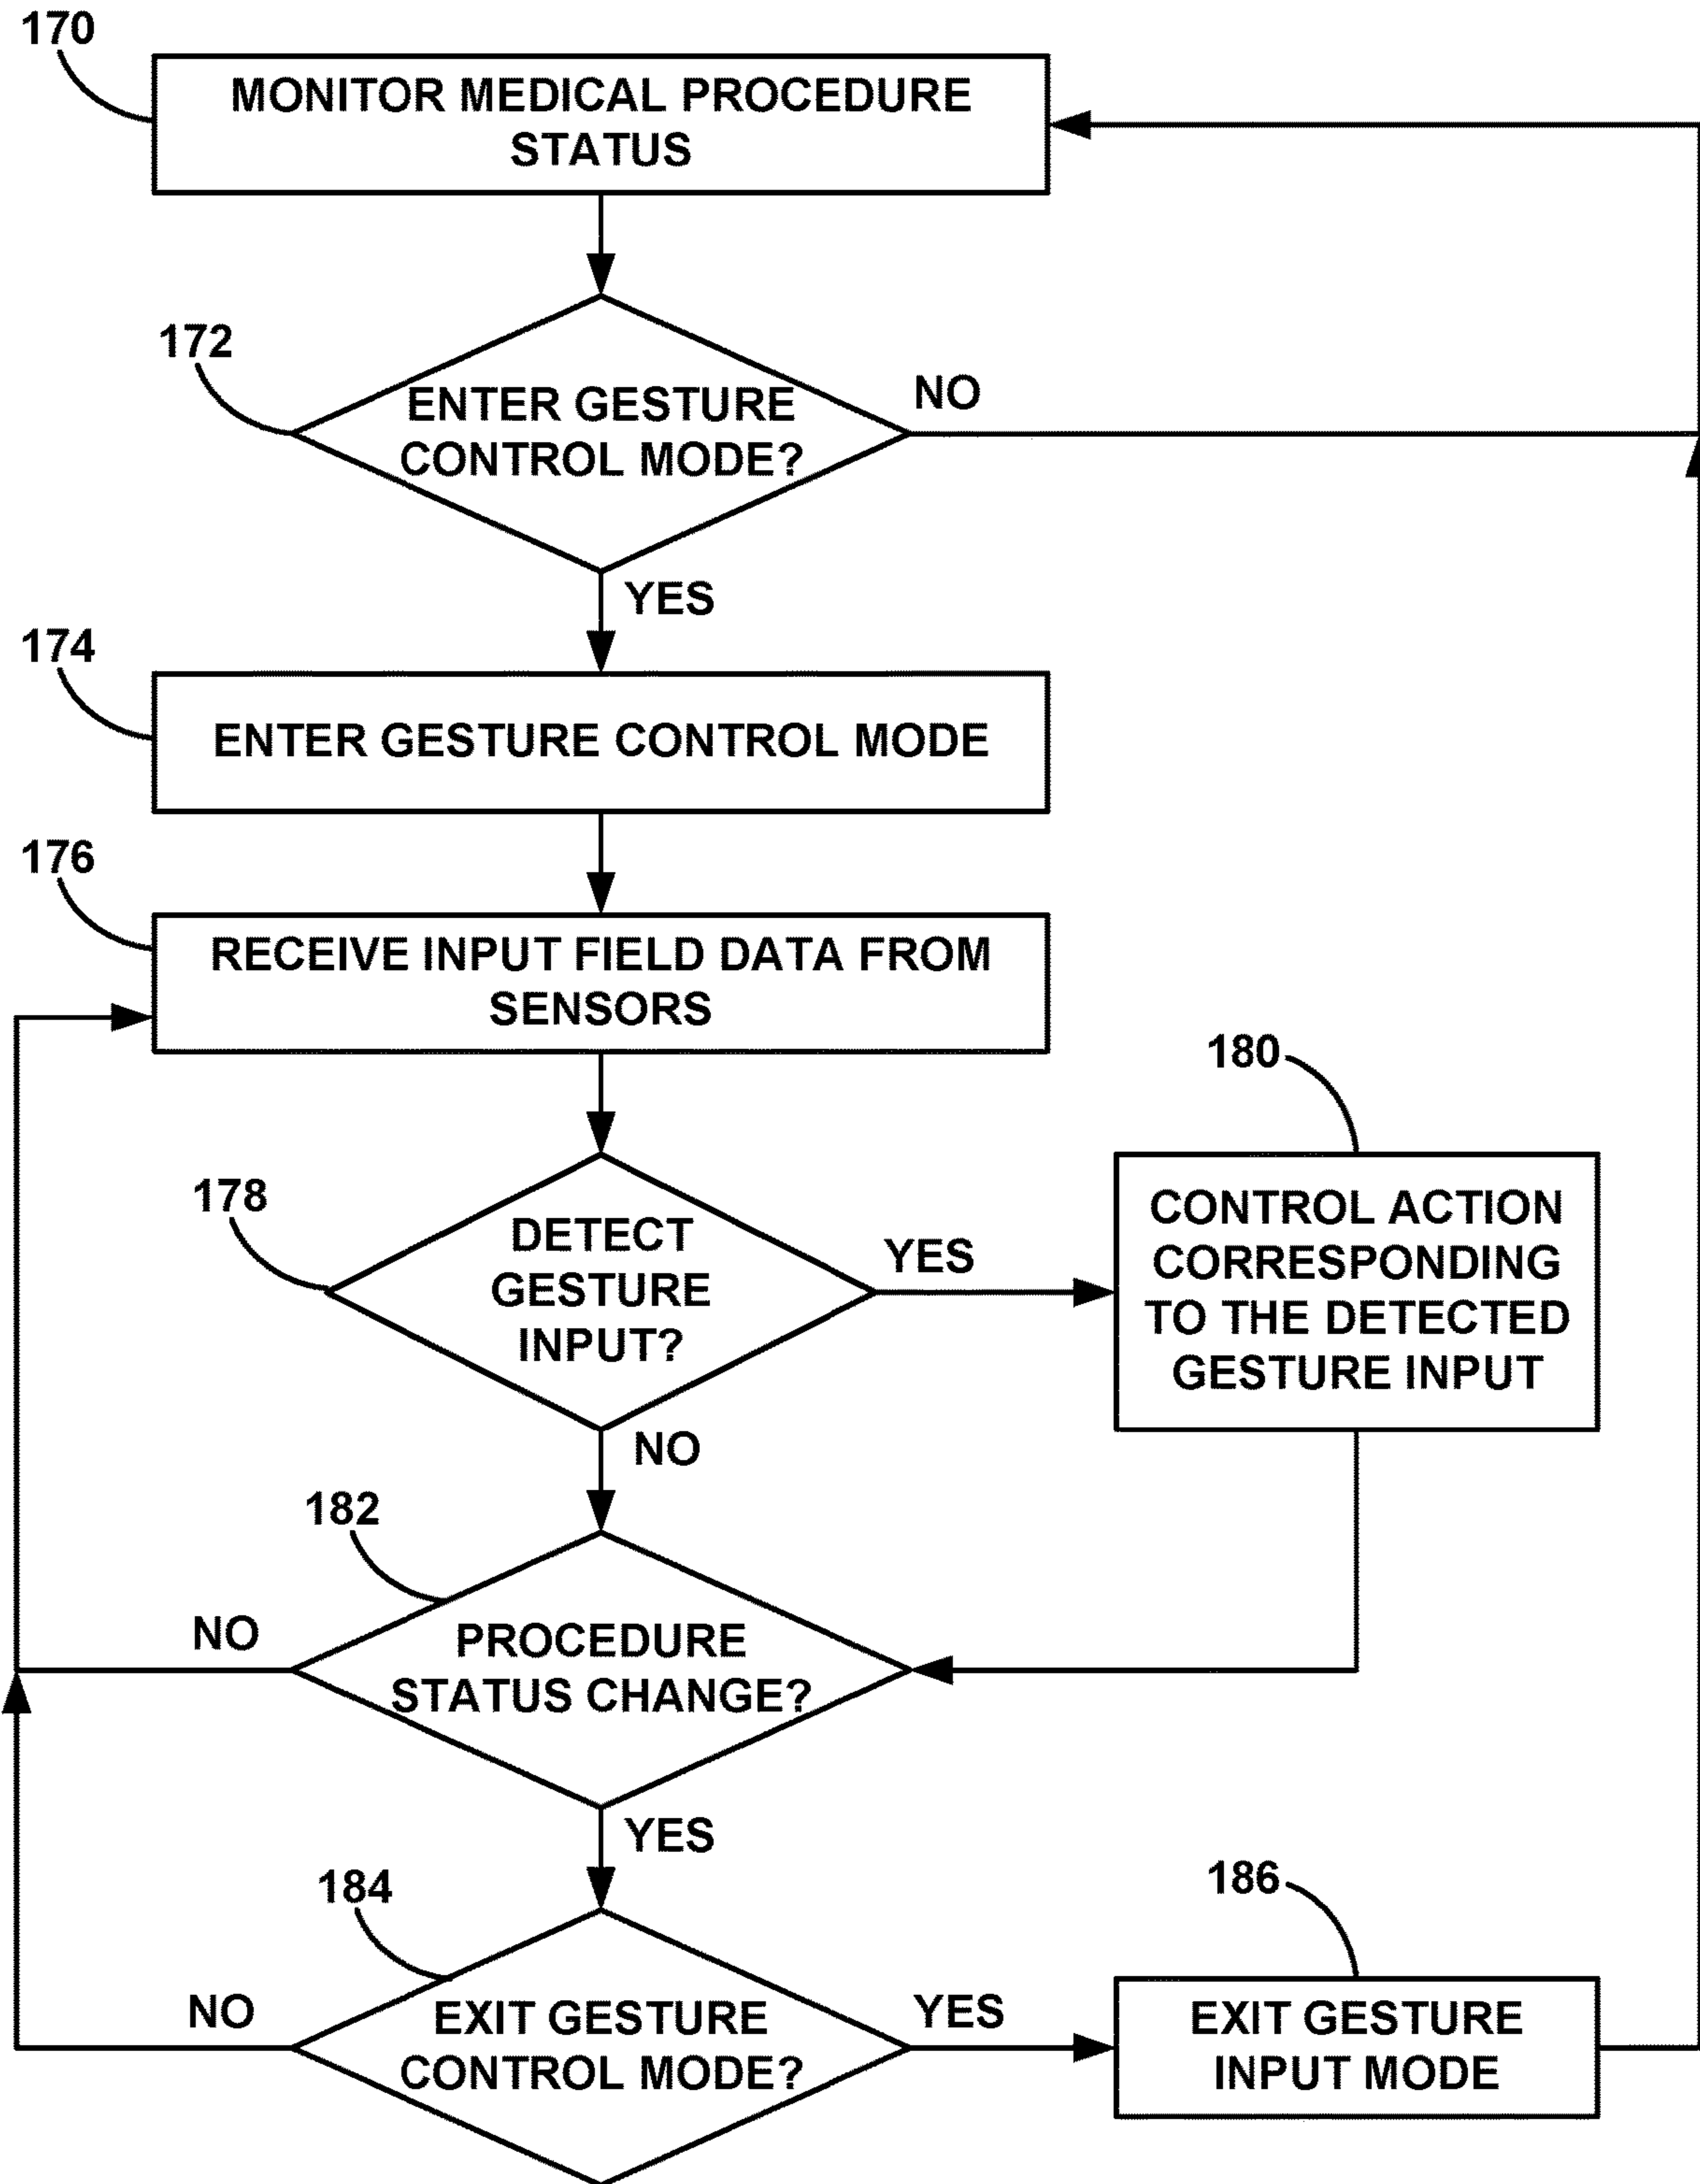 170
MONITOR MEDICAL PROCEDURE
STATUS
172
ENTER GESTURE
CONTROL MODE?
NO
YES
174
ENTER GESTURE CONTROL MODE
176
RECEIVE INPUT FIELD DATA FROM
SENSORS
178
DETECT
GESTURE
INPUT?
YES
180
CONTROL ACTION
CORRESPONDING
TO THE DETECTED
GESTURE INPUT
NO
182
NO
PROCEDURE
STATUS CHANGE?
YES
184
NO
EXIT GESTURE
CONTROL MODE?
YES
186
EXIT GESTURE
INPUT MODE